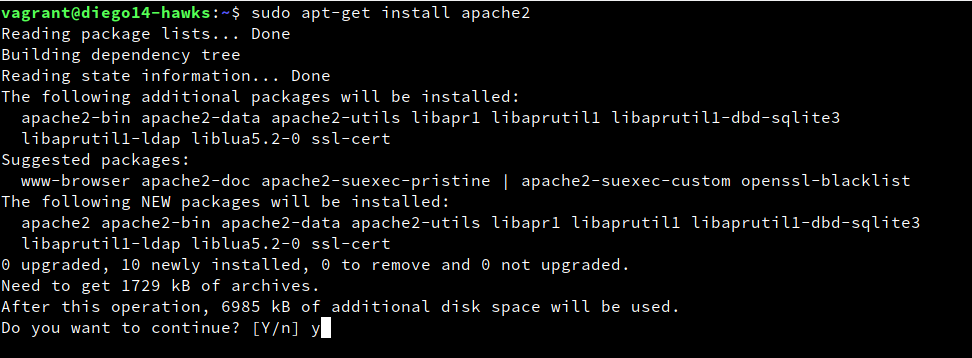 vagrant@diego14-hawks:~$ sudo apt-get install apache2
Reading package lists... Done
Building dependency tree
Reading state information... Done
The following additional packages will be installed:
  apache2-bin apache2-data apache2-utils libapr1 libaprutil1 libaprutil1-dbd-sqlite3
  libaprutil1-ldap liblua5.2-0 ssl-cert
Suggested packages:
  www-browser apache2-doc apache2-suexec-pristine | apache2-suexec-custom openssl-blacklist
The following NEW packages will be installed:
  apache2 apache2-bin apache2-data apache2-utils libapr1 libaprutil1 libaprutil1-dbd-sqlite3
  libaprutil1-ldap liblua5.2-0 ssl-cert
0 upgraded, 10 newly installed, 0 to remove and 0 not upgraded.
Need to get 1729 kB of archives.
After this operation, 6985 kB of additional disk space will be used.
Do you want to continue? [Y/n] y